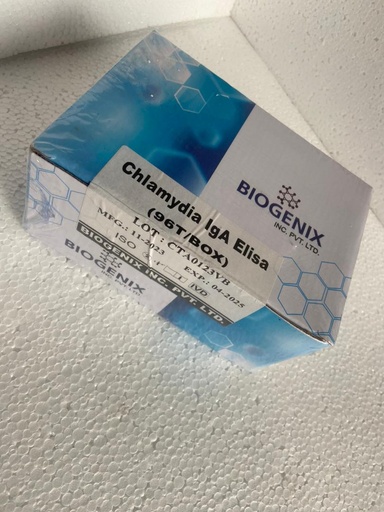 BIOGENIX
INC. PVT. LTD.
Chlamydia IgA Elisa
(96T/BOX)
LOT : CTA0123VB
MFG.: 11-2023 EXP.: 04-2025
ISO IVD
BIOGENIX INC. PVT. LTD.
BIOGENIX